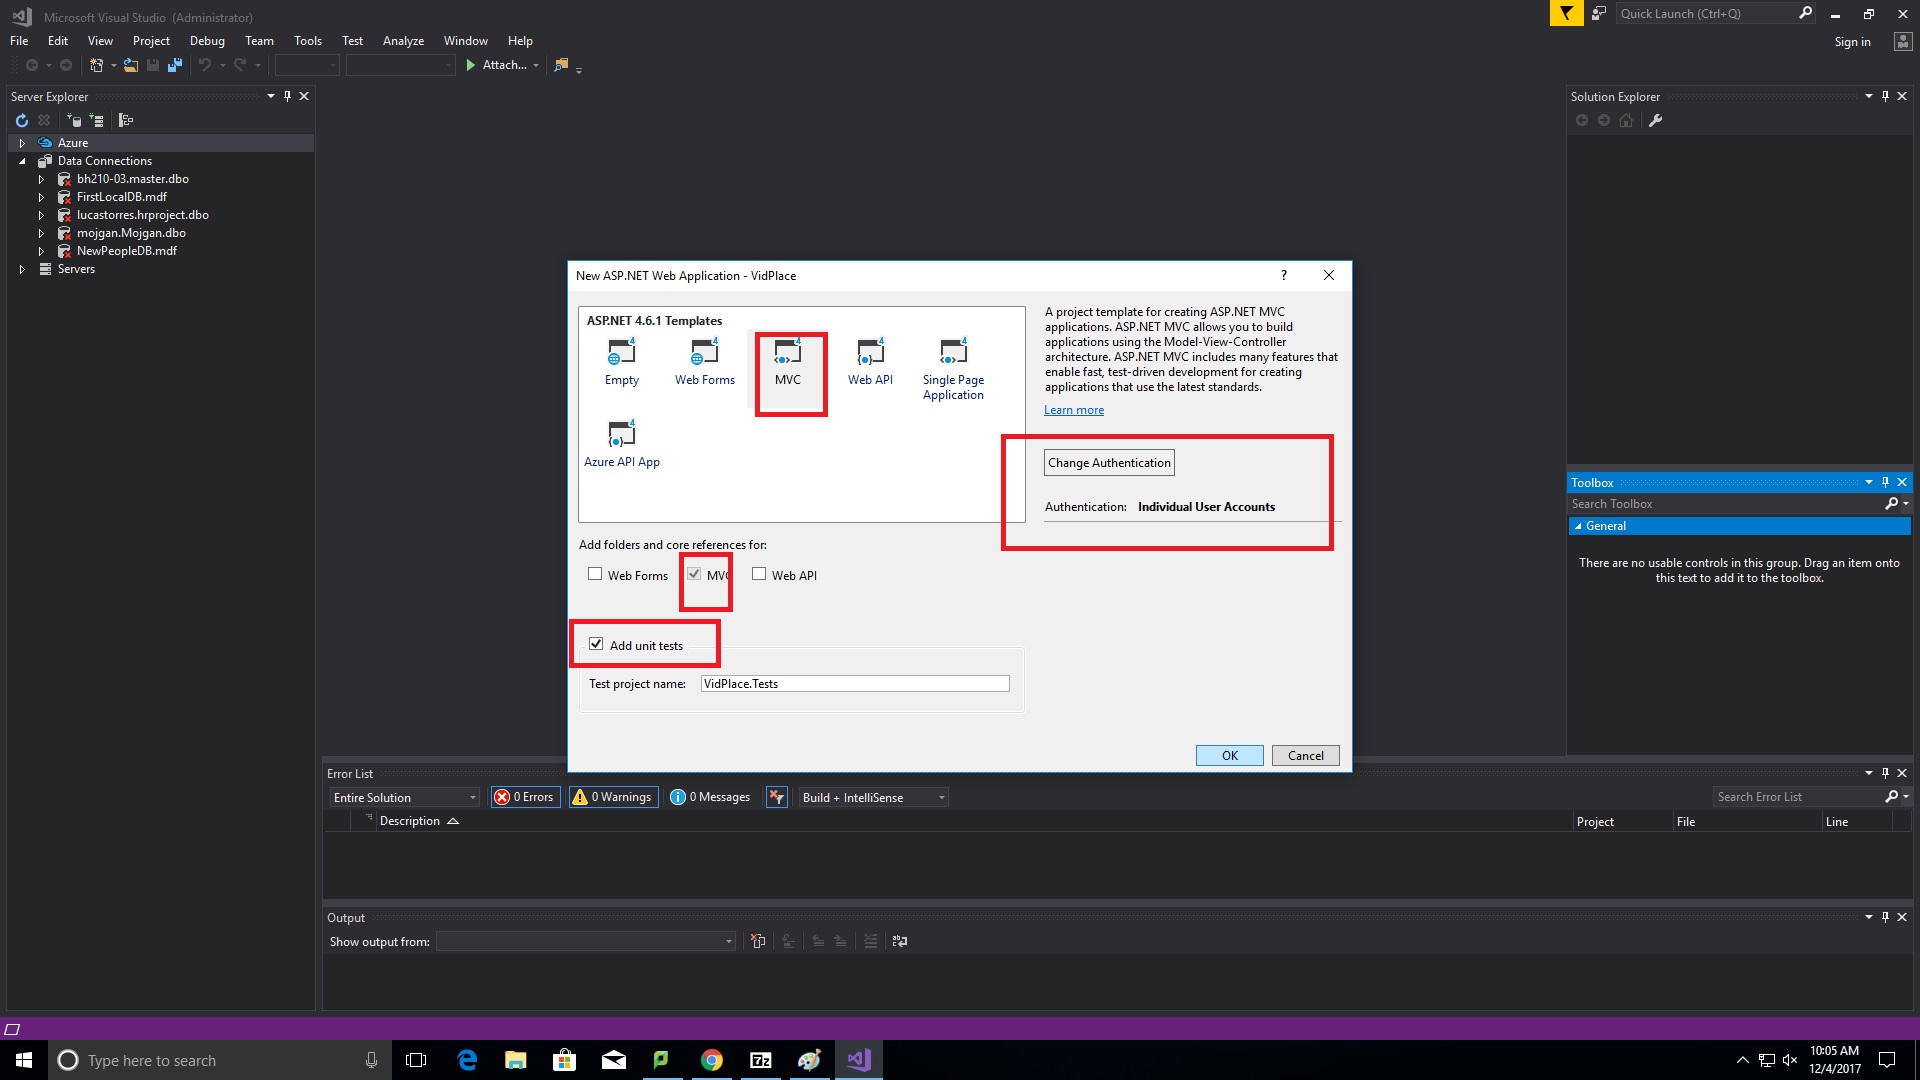 Microsoft Visual Studio (Administrator)
Quick Launch (Ctrl+Q)
File Edit View Project Debug Team Tools Test Analyze Window Help
Sign in
Attach...
Server Explorer
Azure
Data Connections
bh210-03.master.dbo
FirstLocalDB.mdf
lucastorres.hrproject.dbo
mojgan.Mojgan.dbo
NewPeopleDB.mdf
Servers
New ASP.NET Web Application - VidPlace
?
ASP.NET 4.6.1 Templates
4 4 4 4 4
Empty Web Forms MVC Web API Single Page
Application
4
Azure API App
A project template for creating ASP.NET MVC
applications. ASP.NET MVC allows you to build
applications using the Model-View-Controller
architecture. ASP.NET MVC includes many features that
enable fast, test-driven development for creating
applications that use the latest standards.
Learn more
Change Authentication
Authentication: Individual User Accounts
Add folders and core references for:
Web Forms MVC Web API
Add unit tests
Test project name: VidPlace.Tests
OK Cancel
Solution Explorer
Toolbox
Search Toolbox
General
There are no usable controls in this group. Drag an item onto
this text to add it to the toolbox.
Error List
Entire Solution 0 Errors 0 Warnings 0 Messages Build + IntelliSense Search Error List
Description Project File Line
Output
Show output from:
Type here to search
7z
10:05 AM
12/4/2017